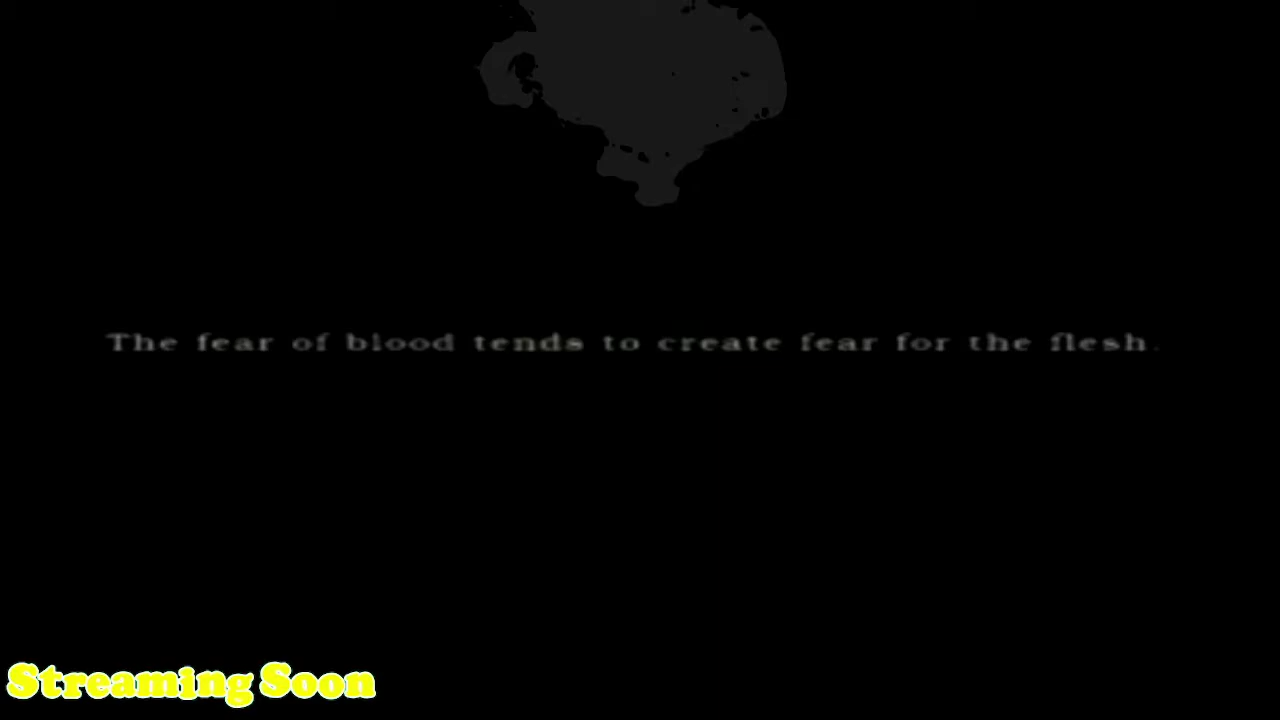 The fear of blood tends to create fear for the flesh.
Streaming Soon